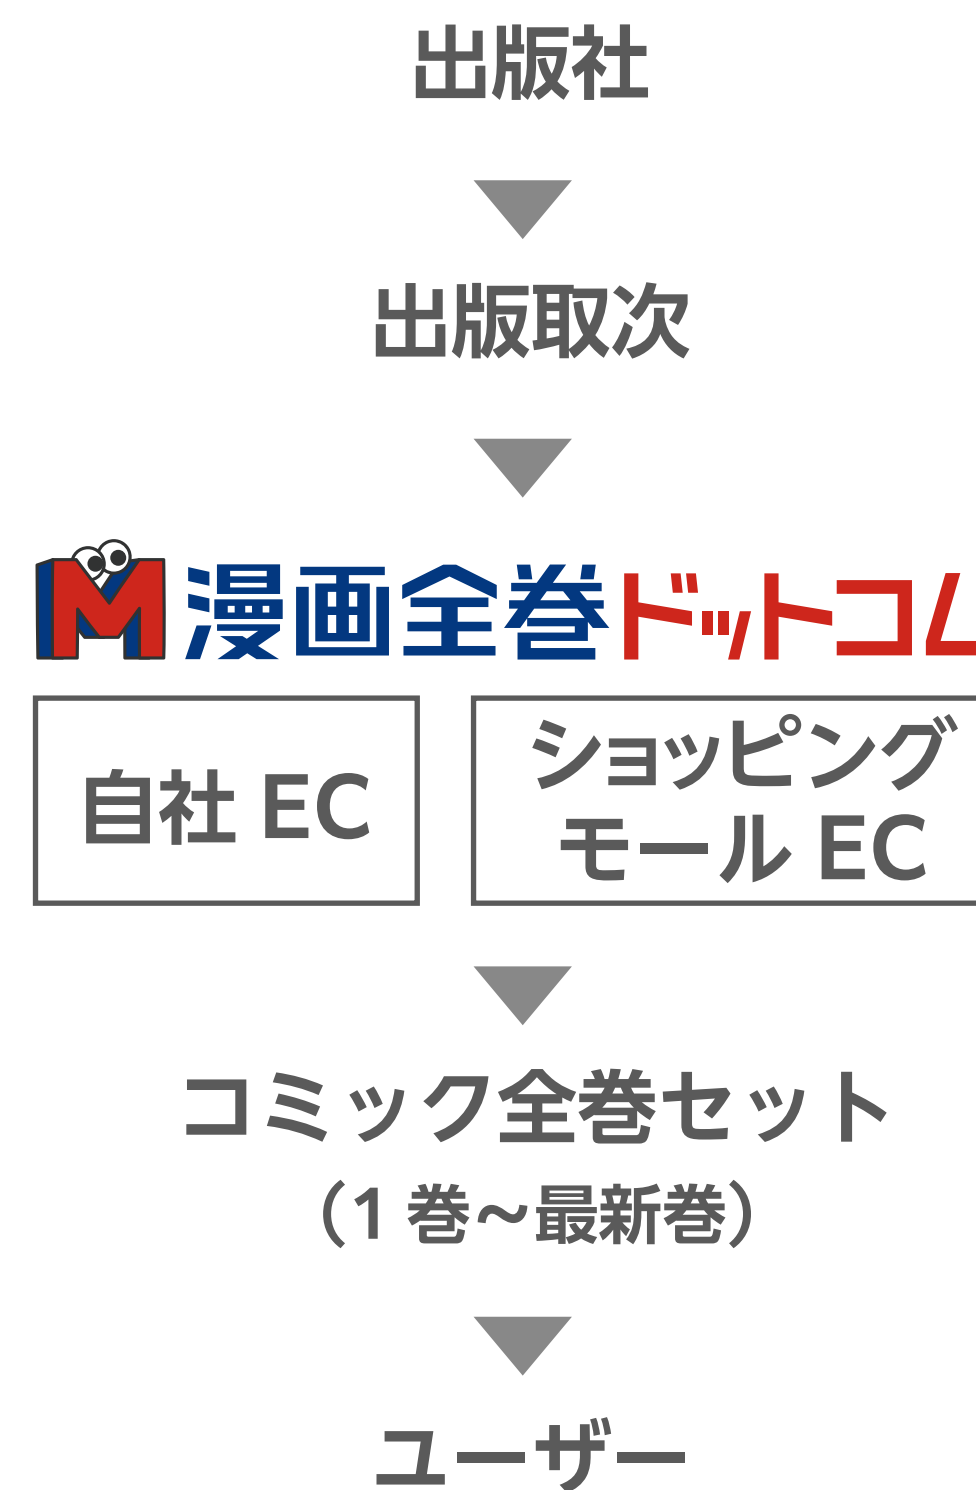 出版社
出版取次
M 漫画全巻ドットコム
自社 EC
ショッピング
モール EC
コミック全巻セット
（1 巻～最新巻）
ユーザー